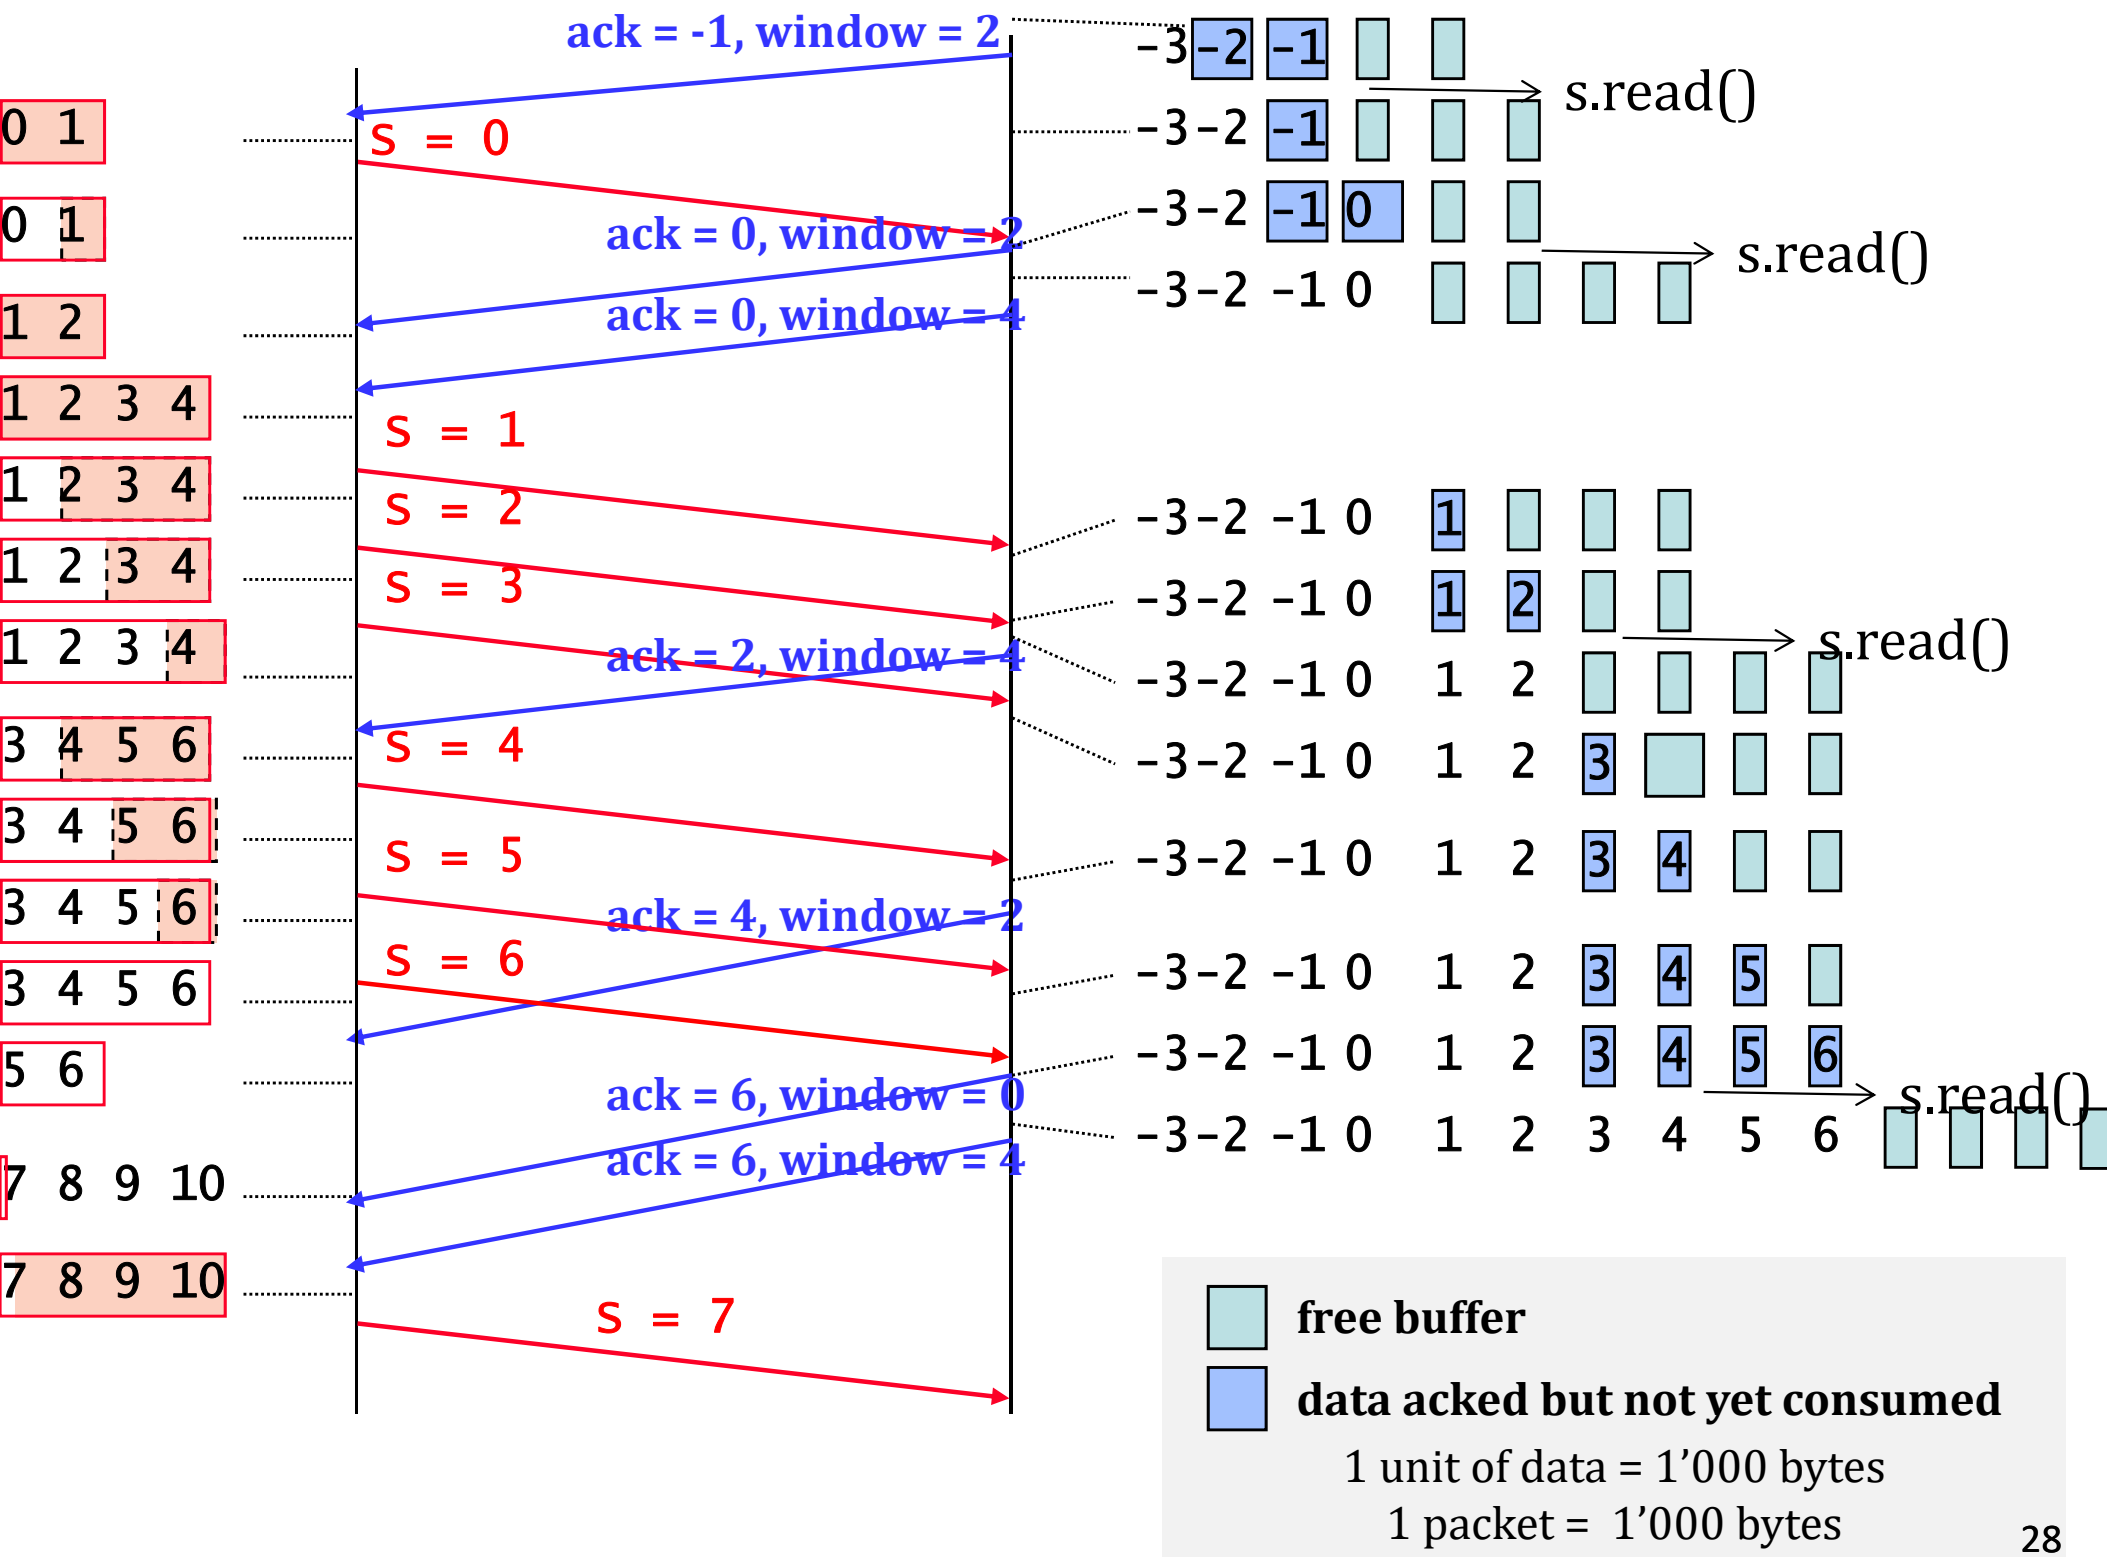 ack = -1, window = 2
-3 -2 -1
s.read()
0 1
S = 0
-3 -2 -1
0 1
ack = 0, window = 2
-3 -2 -1 0
s.read()
1 2
ack = 0, window = 4
-3 -2 -1 0
1 2 3 4
S = 1
1 2 3 4
S = 2
-3 -2 -1 0 1
1 2 3 4
S = 3
-3 -2 -1 0 1 2
s.read()
1 2 3 4
ack = 2, window = 4
-3 -2 -1 0 1 2
3 4 5 6
S = 4
-3 -2 -1 0 1 2 3
3 4 5 6
S = 5
-3 -2 -1 0 1 2 3 4
3 4 5 6
ack = 4, window = 2
3 4 5 6
S = 6
-3 -2 -1 0 1 2 3 4 5
5 6
-3 -2 -1 0 1 2 3 4 5 6
s.read()
ack = 6, window = 0
-3 -2 -1 0 1 2 3 4 5 6
7 8 9 10
ack = 6, window = 4
7 8 9 10
S = 7
free buffer
data acked but not yet consumed
1 unit of data = 1’000 bytes
1 packet = 1’000 bytes
28